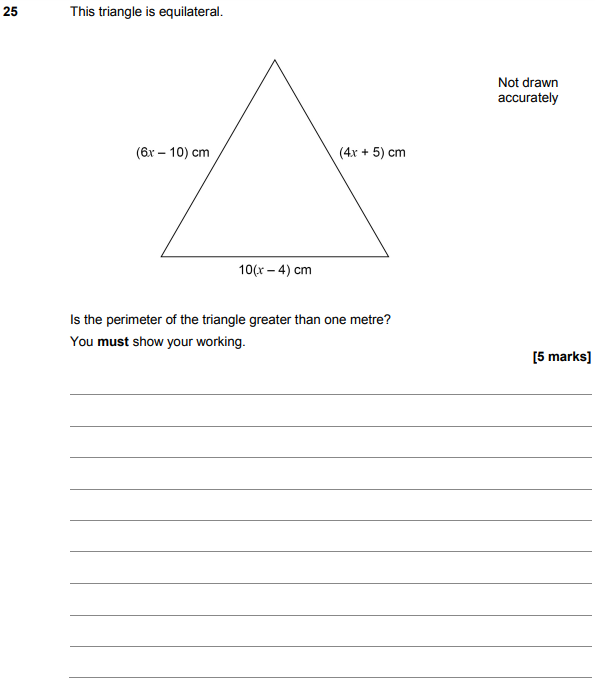 25 This triangle is equilateral.
Not drawn
accurately
(6x – 10) cm
(4x + 5) cm
10(x – 4) cm
Is the perimeter of the triangle greater than one metre?
You must show your working.
[5 marks]